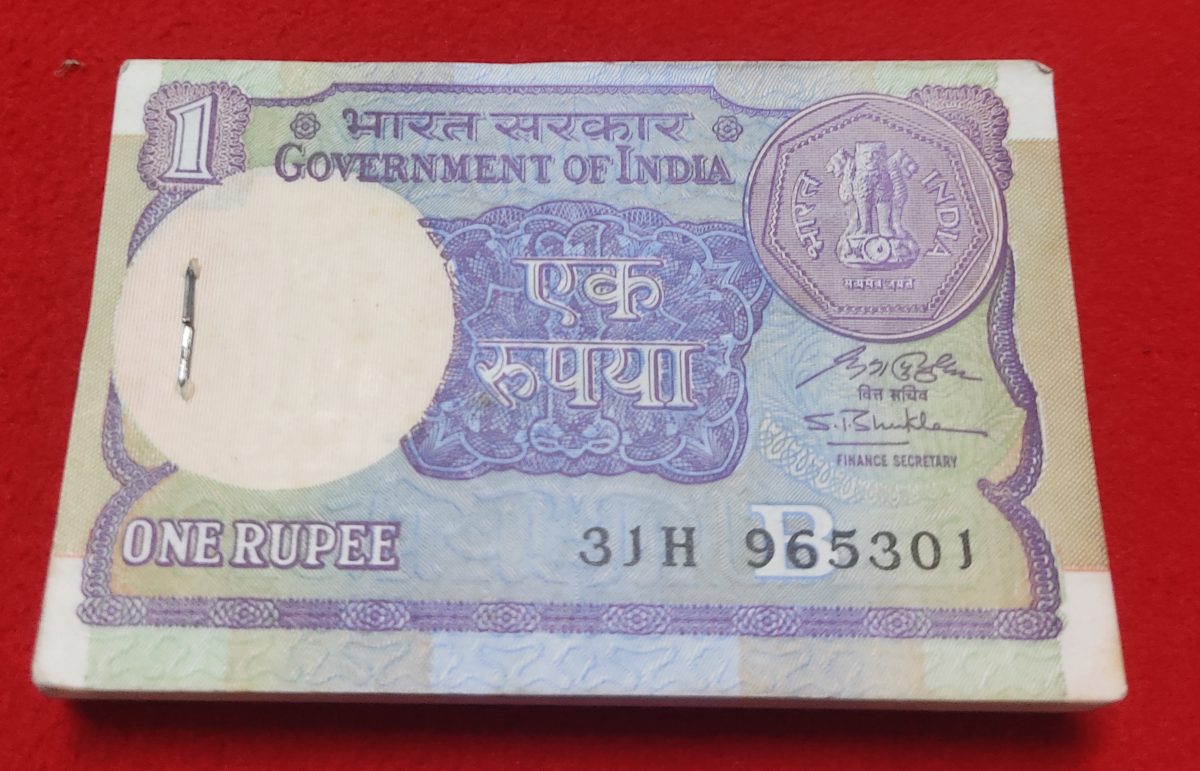 1
भारत सरकार
GOVERNMENT OF INDIA
भारत
INDIA
सत्यमेव जयते
एक
रुपया
वित्त सचिव
S.P. Shukla
FINANCE SECRETARY
ONE RUPEE
B
31H 965301